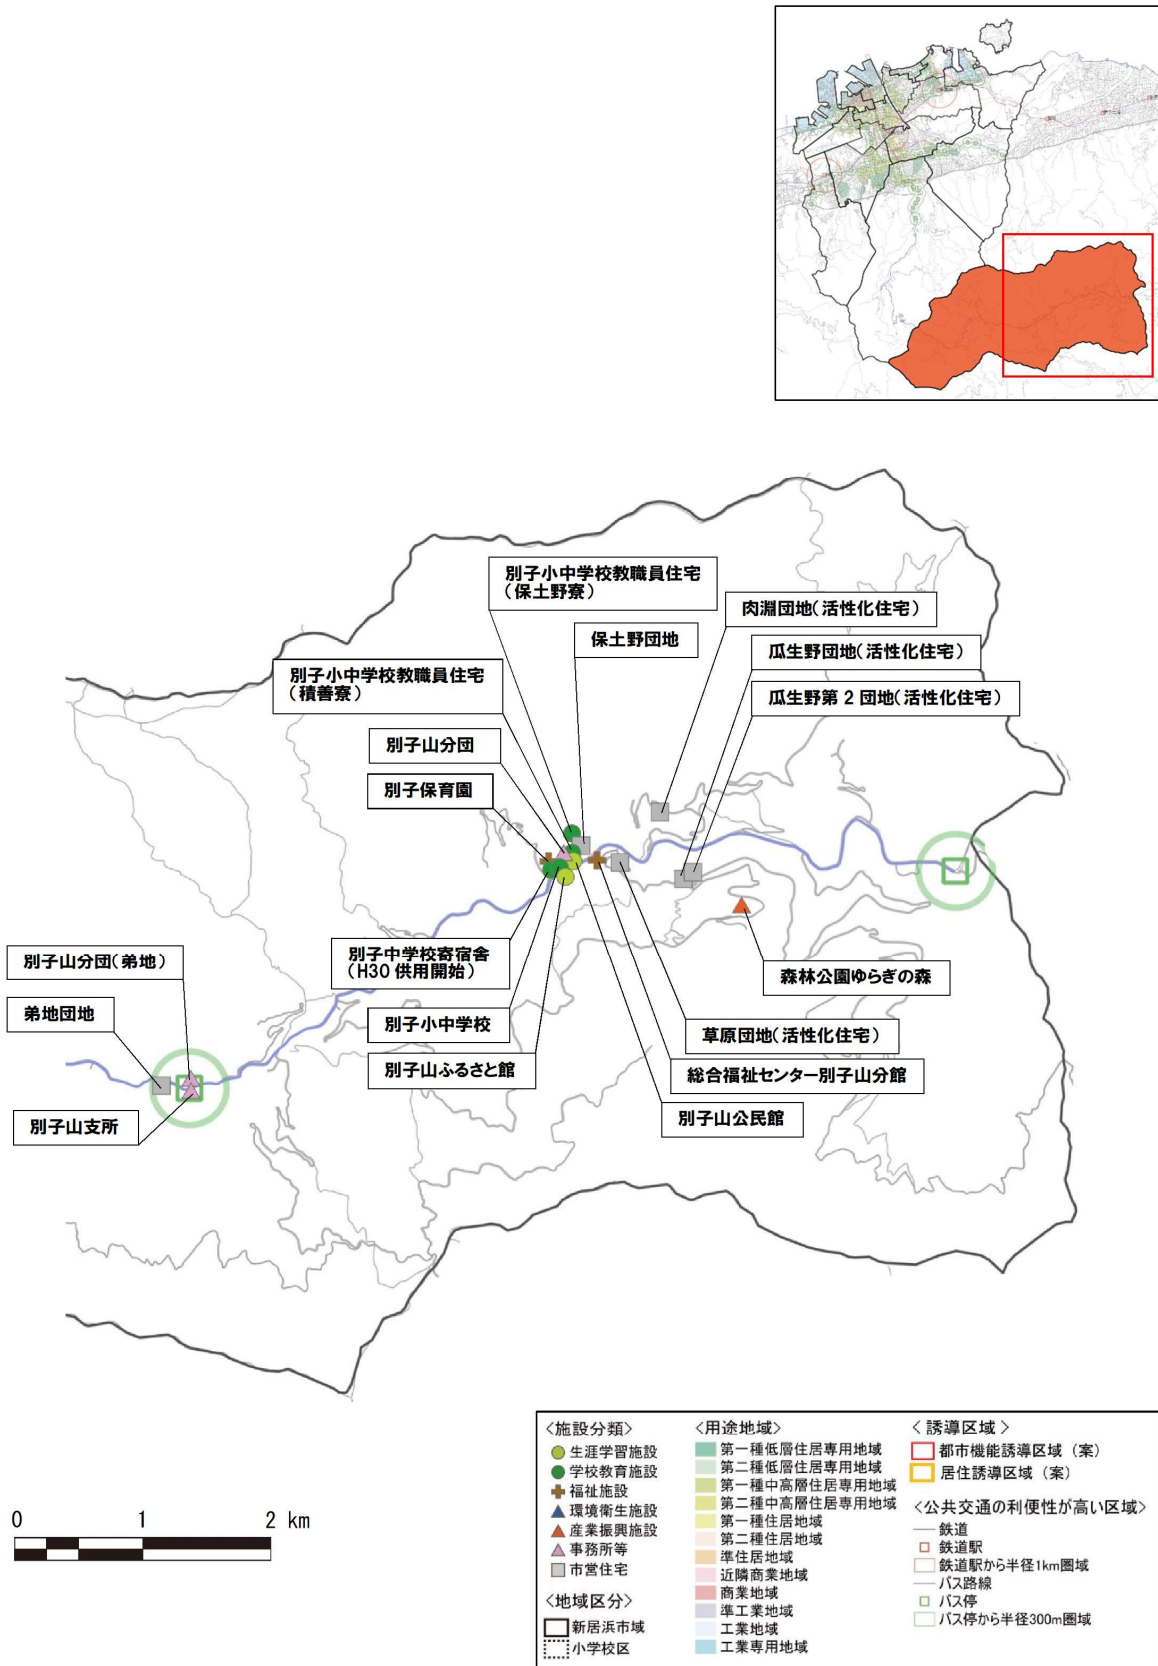 別子小中学校教職員住宅
（保土野寮）
肉淵団地（活性化住宅）
保土野団地
瓜生野団地（活性化住宅）
別子小中学校教職員住宅
（積善寮）
瓜生野第２団地（活性化住宅）
別子山分団
別子保育園
別子中学校寄宿舎
（H30 供用開始）
別子山分団（弟地）
森林公園ゆらぎの森
弟地団地
別子小中学校
草原団地（活性化住宅）
別子山ふるさと館
総合福祉センター別子山分館
別子山支所
別子山公民館
0 1 2 km
〈施設分類〉
生涯学習施設
学校教育施設
福祉施設
環境衛生施設
産業振興施設
事務所等
市営住宅
〈地域区分〉
新居浜市域
小学校区
〈用途地域〉
第一種低層住居専用地域
第二種低層住居専用地域
第一種中高層住居専用地域
第二種中高層住居専用地域
第一種住居地域
第二種住居地域
準住居地域
近隣商業地域
商業地域
準工業地域
工業地域
工業専用地域
〈 誘導区域 〉
都市機能誘導区域（案）
居住誘導区域（案）
〈公共交通の利便性が高い区域〉
鉄道
鉄道駅
鉄道駅から半径1km圏域
バス路線
バス停
バス停から半径300m圏域